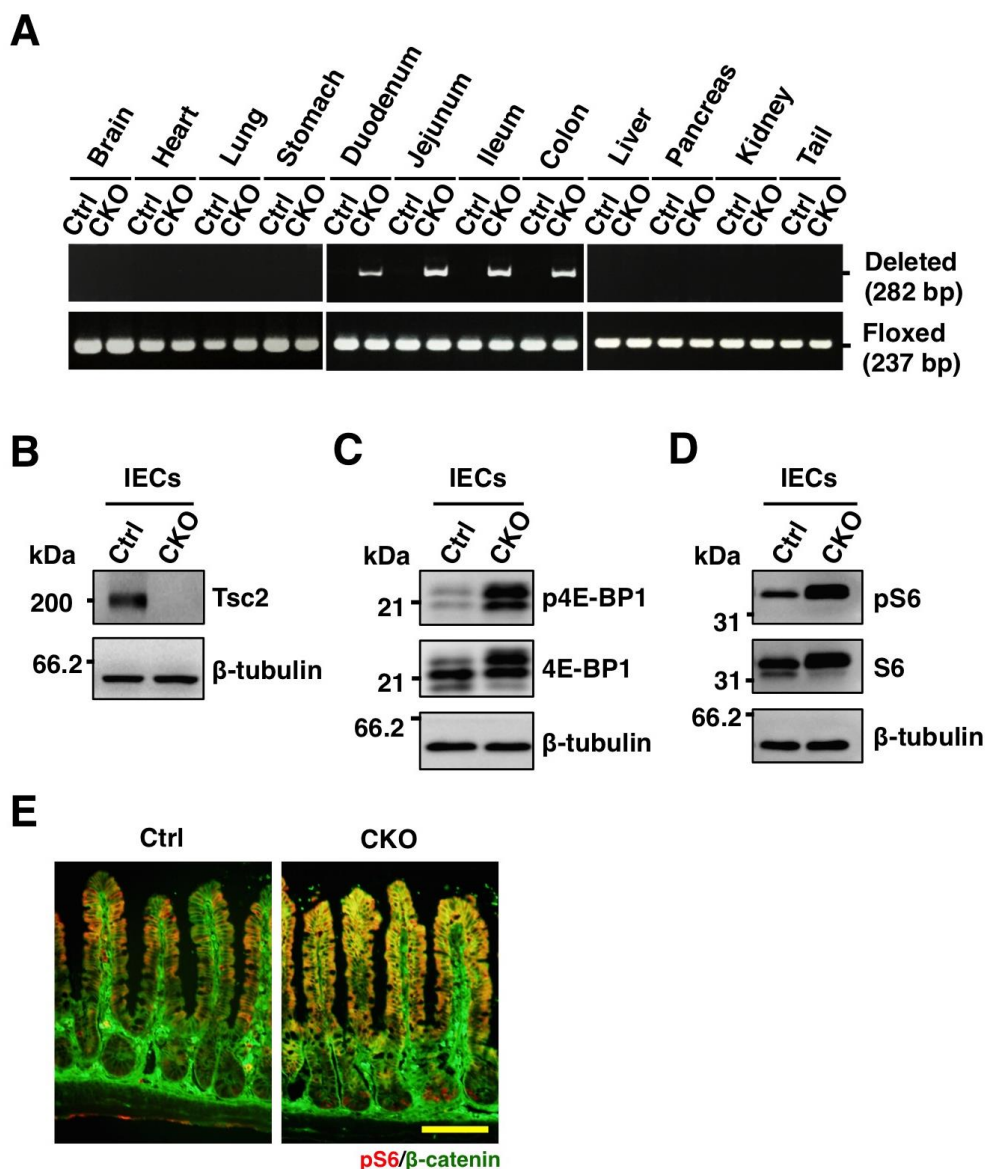 A
Brain Heart Lung Stomach Duodenum Jejunum Ileum Colon Liver Pancreas Kidney Tail
Ctrl CKO Ctrl CKO Ctrl CKO Ctrl CKO Ctrl CKO Ctrl CKO Ctrl CKO Ctrl CKO Ctrl CKO Ctrl CKO Ctrl CKO Ctrl CKO
Deleted
(282 bp)
Floxed
(237 bp)
B
IECs
kDa Ctrl CKO
200 Tsc2
66.2 β-tubulin
C
IECs
kDa Ctrl CKO
21 p4E-BP1
21 4E-BP1
66.2 β-tubulin
D
IECs
kDa Ctrl CKO
31 pS6
31 S6
66.2 β-tubulin
E
Ctrl CKO
pS6/β-catenin